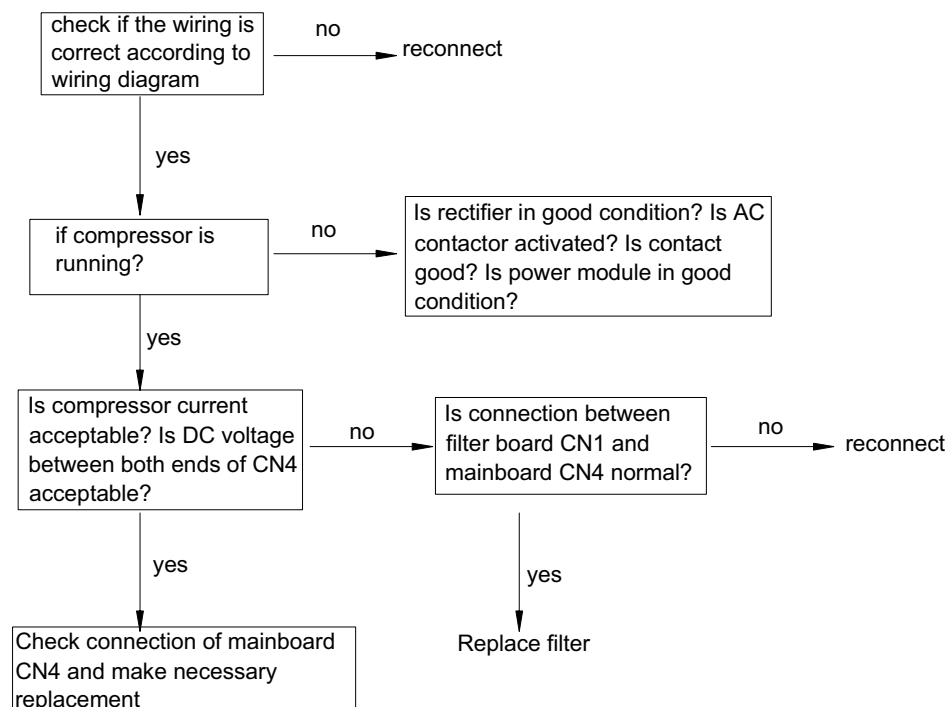 check if the wiring is
correct according to
wiring diagram
no
reconnect
yes
if compressor is
running?
no
Is rectifier in good condition? Is AC
contactor activated? Is contact
good? Is power module in good
condition?
yes
Is compressor current
acceptable? Is DC voltage
between both ends of CN4
acceptable?
no
Is connection between
filter board CN1 and
mainboard CN4 normal?
no
reconnect
yes
yes
Check connection of mainboard
CN4 and make necessary
replacement
Replace filter